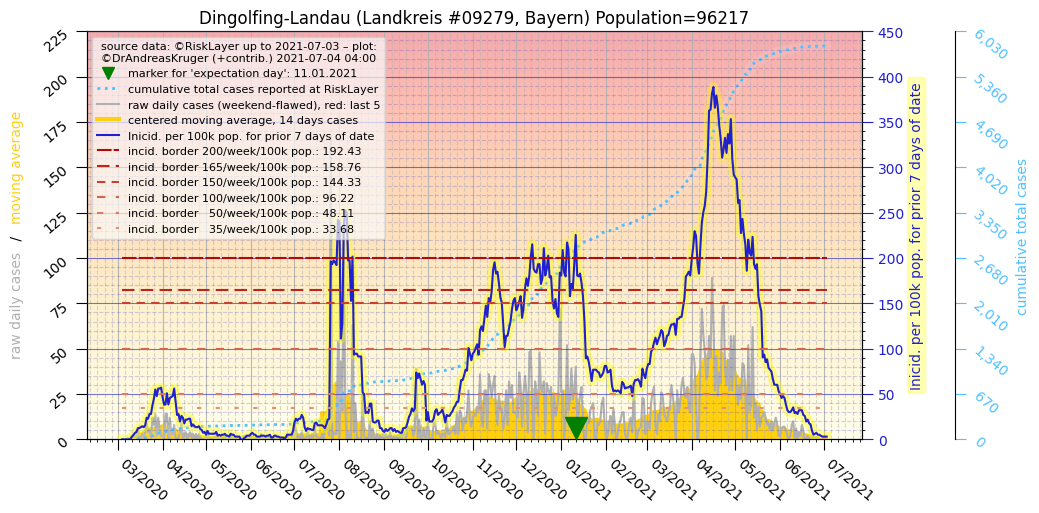 Dingolfing-Landau (Landkreis #09279, Bayern) Population=96217
source data: ©RiskLayer up to 2021-07-03 – plot:
©DrAndreasKruger (+contrib.) 2021-07-04 04:00
marker for 'expectation day': 11.01.2021
cumulative total cases reported at RiskLayer
raw daily cases (weekend-flawed), red: last 5
centered moving average, 14 days cases
Inicid. per 100k pop. for prior 7 days of date
incid. border 200/week/100k pop.: 192.43
incid. border 165/week/100k pop.: 158.76
incid. border 150/week/100k pop.: 144.33
incid. border 100/week/100k pop.: 96.22
incid. border   50/week/100k pop.: 48.11
incid. border   35/week/100k pop.: 33.68
raw daily cases / moving average
225
200
175
150
125
100
75
50
25
0
03/2020
04/2020
05/2020
06/2020
07/2020
08/2020
09/2020
10/2020
11/2020
12/2020
01/2021
02/2021
03/2021
04/2021
05/2021
06/2021
07/2021
450
400
350
300
250
200
150
100
50
0
Inicid. per 100k pop. for prior 7 days of date
6,030
5,360
4,690
4,020
3,350
2,680
2,010
1,340
670
0
cumulative total cases